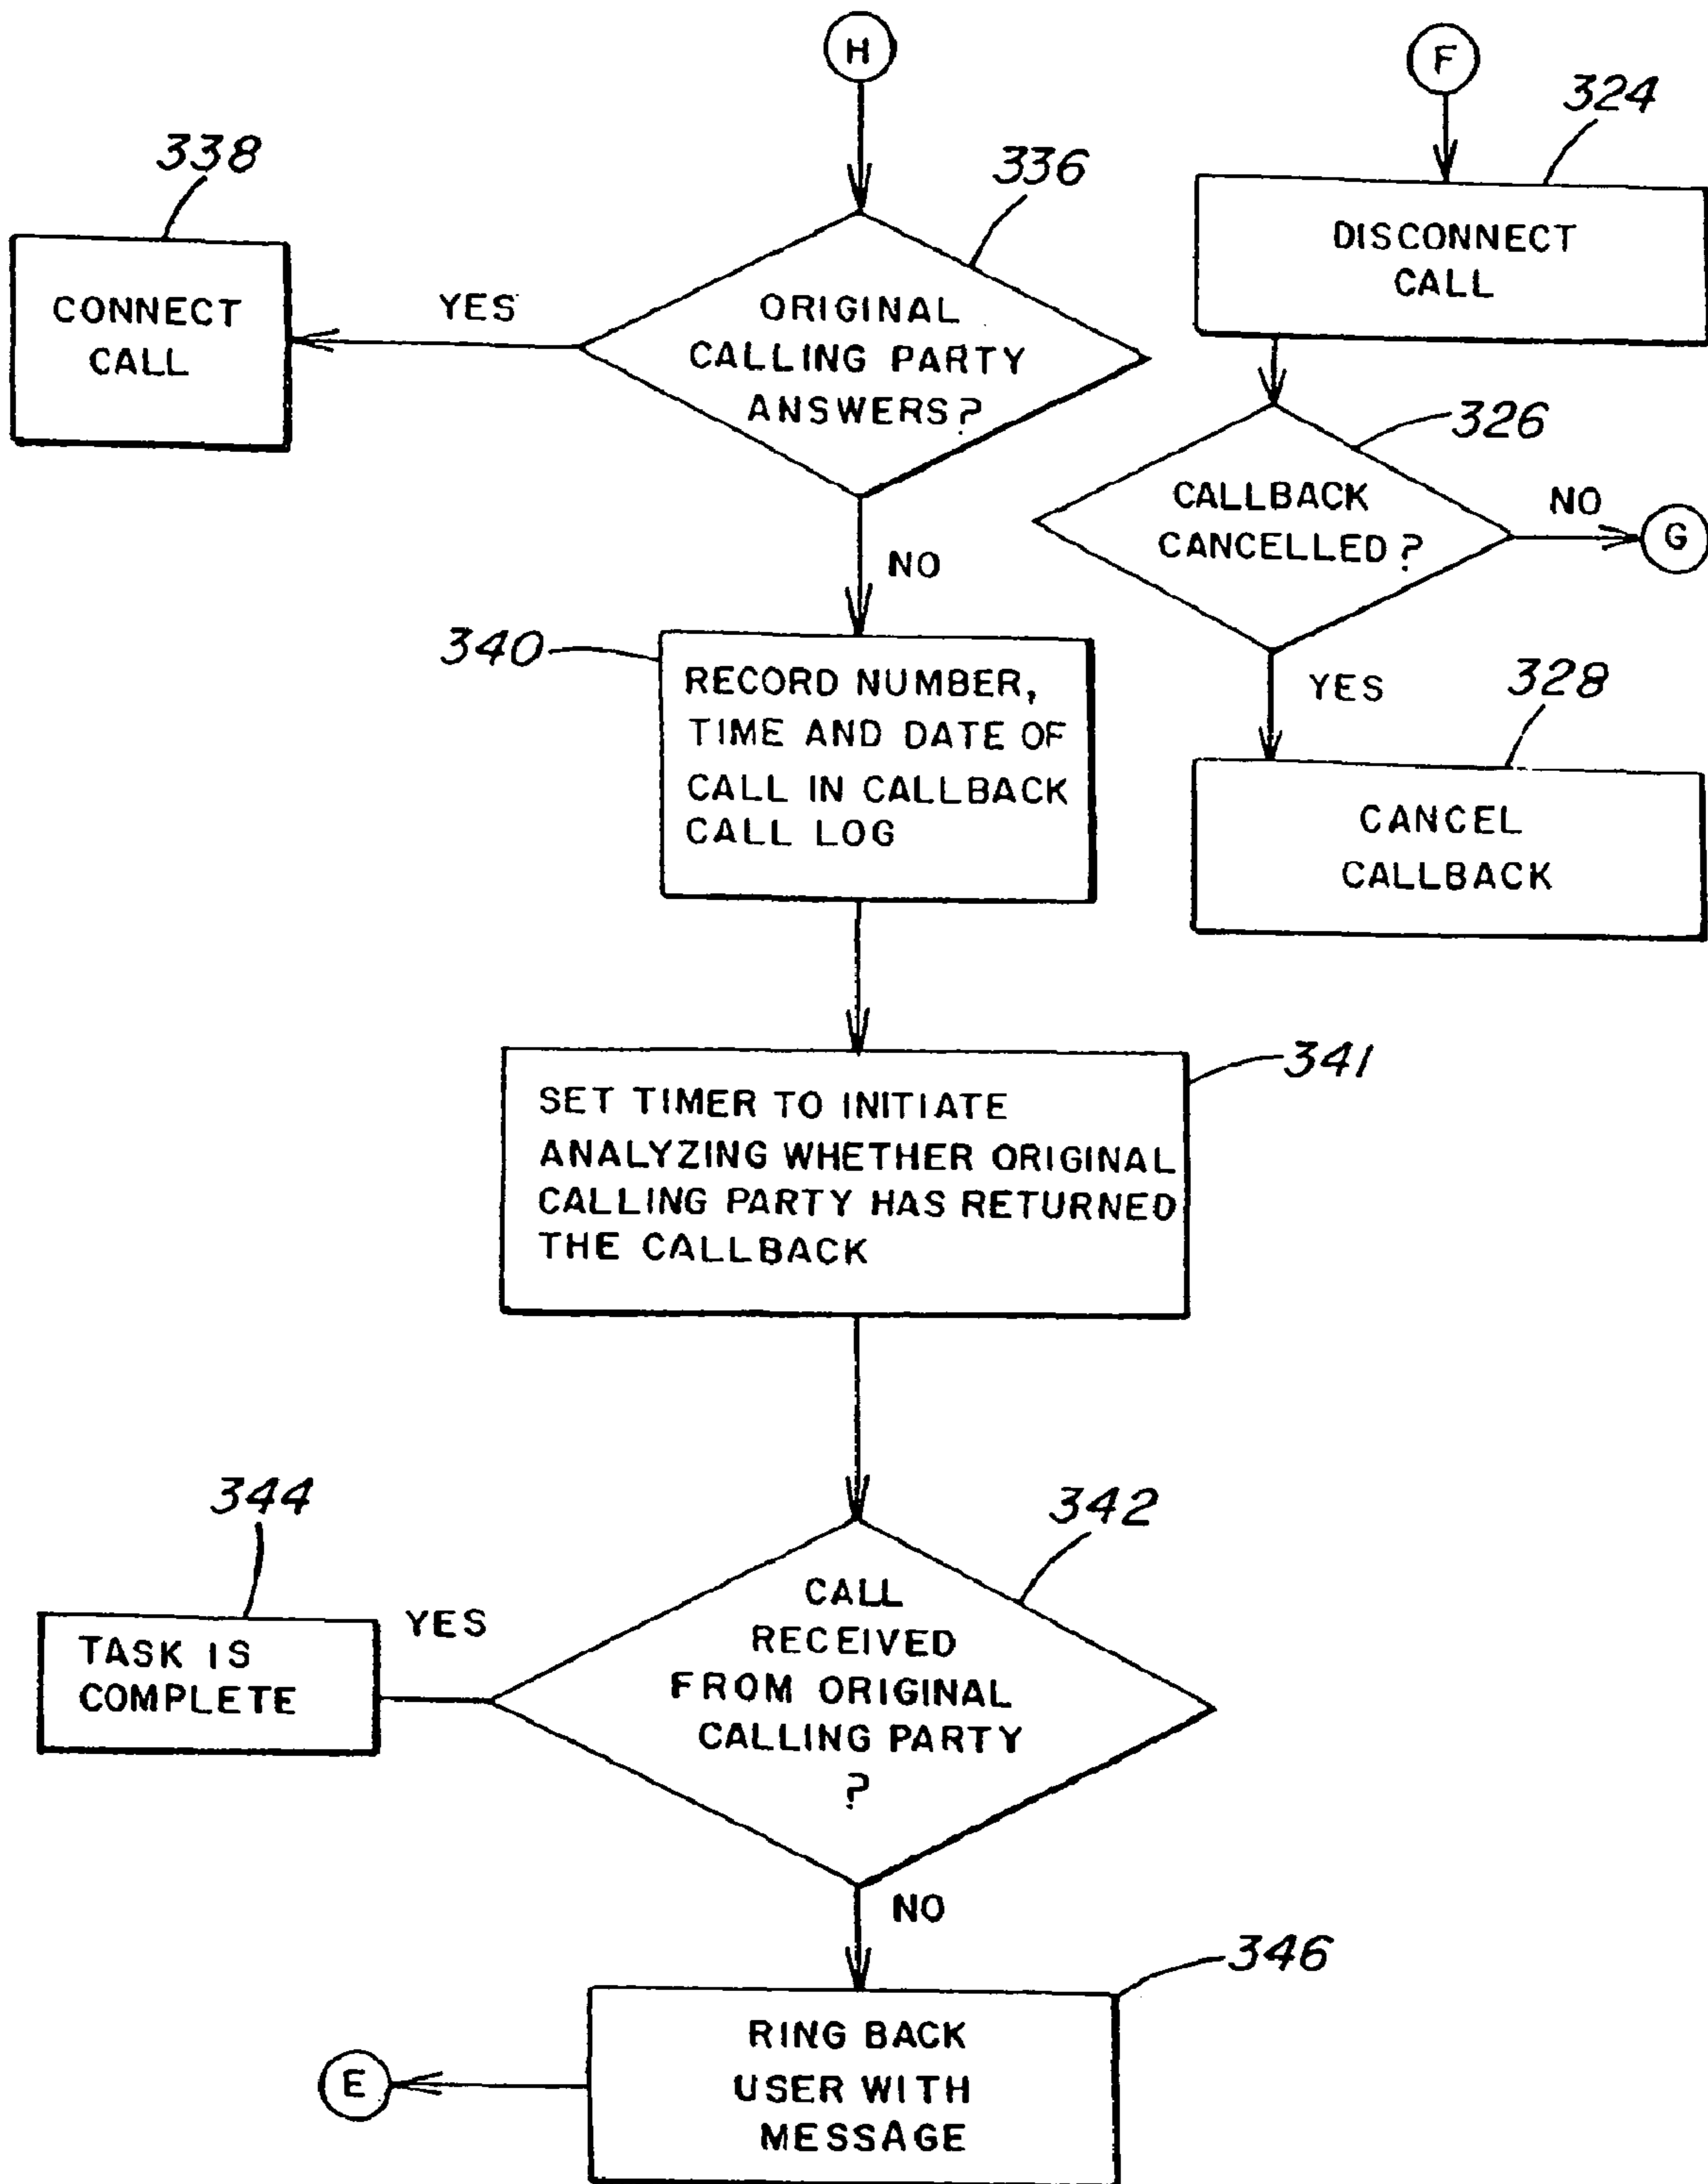 H
F
324
338
336
DISCONNECT
CALL
CONNECT
CALL
YES
ORIGINAL
CALLING PARTY
ANSWERS?
326
CALLBACK
CANCELLED?
NO
G
NO
340
RECORD NUMBER,
TIME AND DATE OF
CALL IN CALLBACK
CALL LOG
YES
328
CANCEL
CALLBACK
341
SET TIMER TO INITIATE
ANALYZING WHETHER ORIGINAL
CALLING PARTY HAS RETURNED
THE CALLBACK
344
342
TASK IS
COMPLETE
YES
CALL
RECEIVED
FROM ORIGINAL
CALLING PARTY
?
NO
346
RING BACK
USER WITH
MESSAGE
E